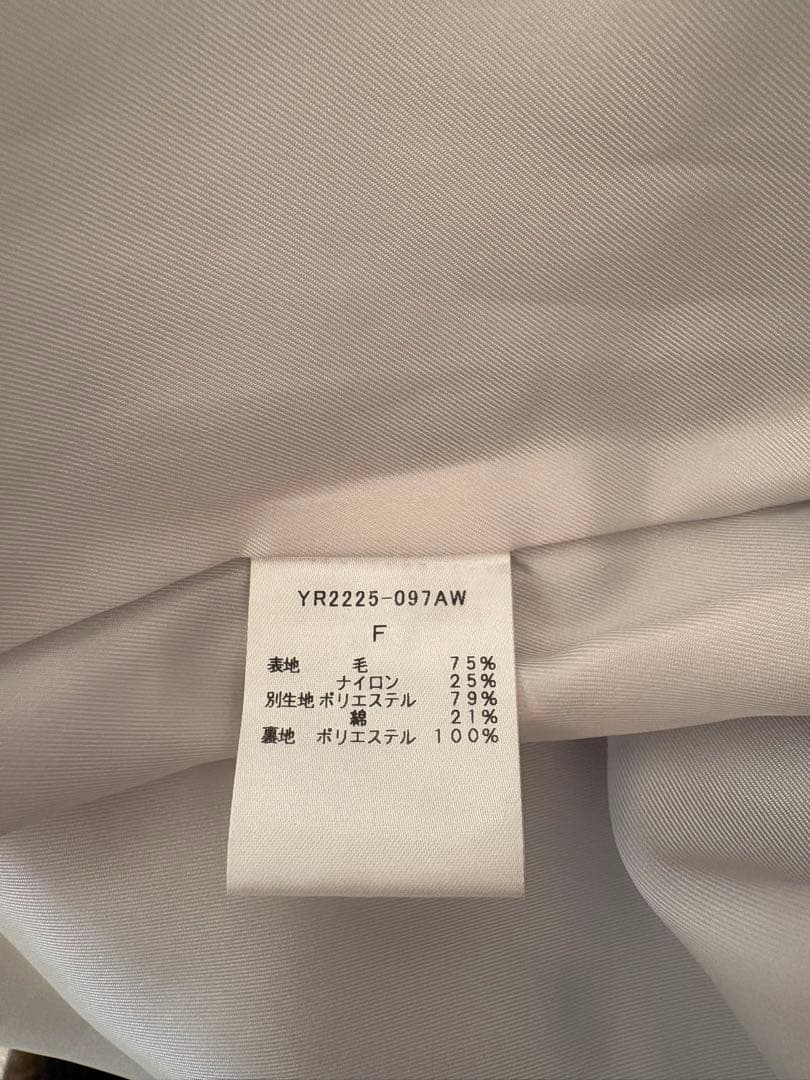 YR2225-097AW
F
表地 毛 75%
ナイロン 25%
別生地 ポリエステル 79%
綿 21%
裏地 ポリエステル 100%